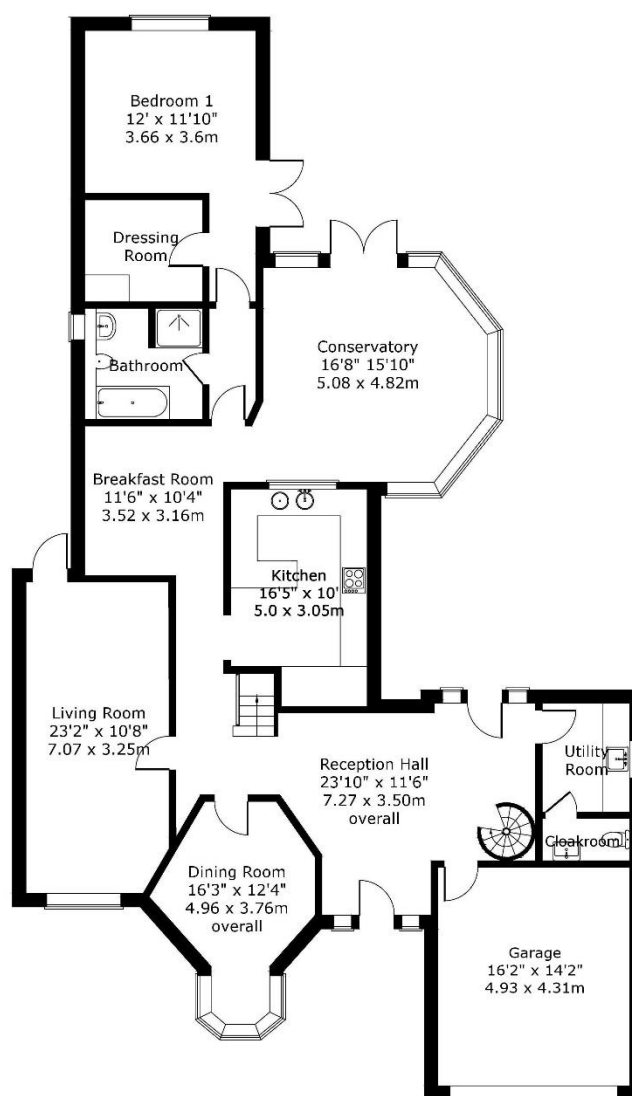 Bedroom 1
12' x 11'10"
3.66 x 3.6m
Dressing
Room
Bathroom
Conservatory
16'8" 15'10"
5.08 x 4.82m
Breakfast Room
11'6" x 10'4"
3.52 x 3.16m
Kitchen
16'5" x 10'
5.0 x 3.05m
Living Room
23'2" x 10'8"
7.07 x 3.25m
Reception Hall
23'10" x 11'6"
7.27 x 3.50m
overall
Utility
Room
Cloakroom
Dining Room
16'3" x 12'4"
4.96 x 3.76m
overall
Garage
16'2" x 14'2"
4.93 x 4.31m